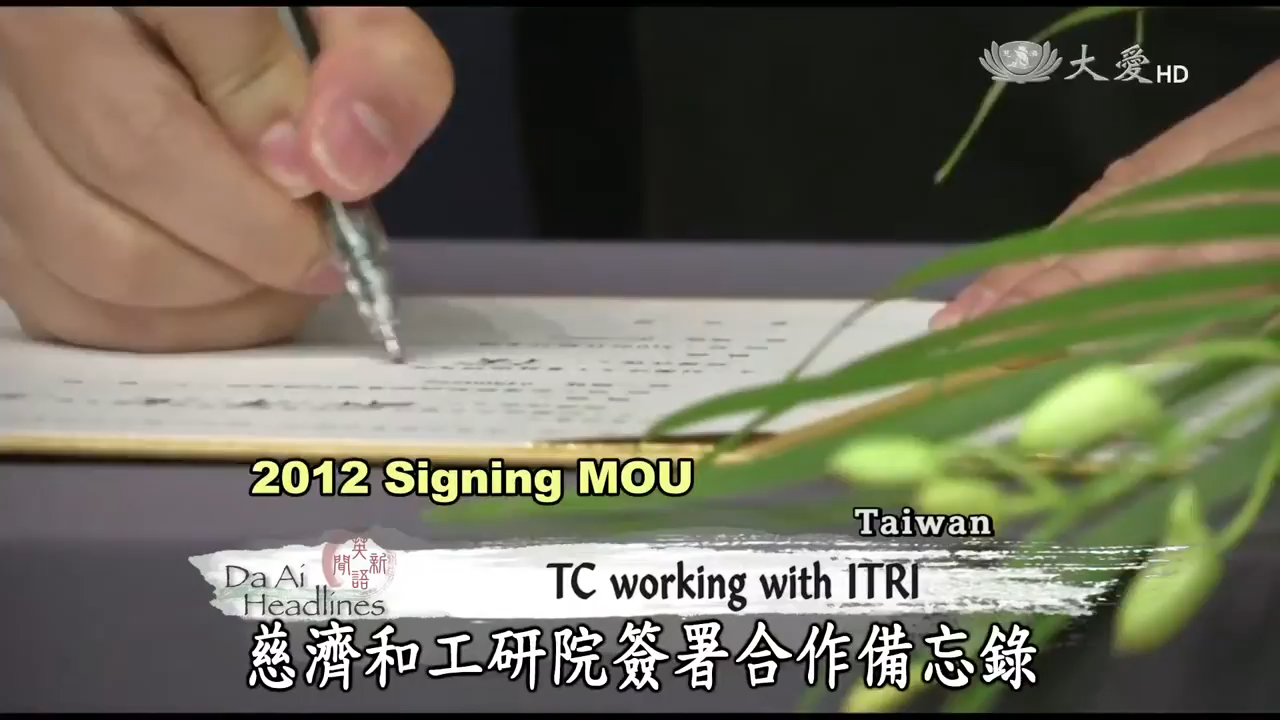 大愛HD
2012 Signing MOU
Taiwan
英語新聞
Da Ai
Headlines
TC working with ITRI
慈濟和工研院簽署合作備忘錄